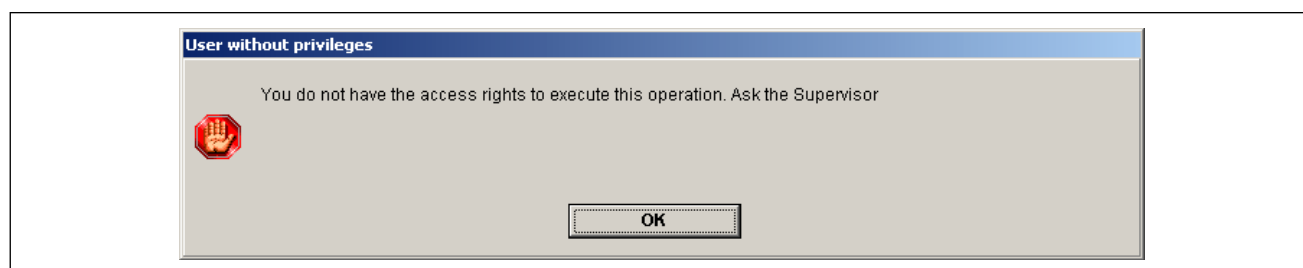 User without privileges
You do not have the access rights to execute this operation. Ask the Supervisor
OK